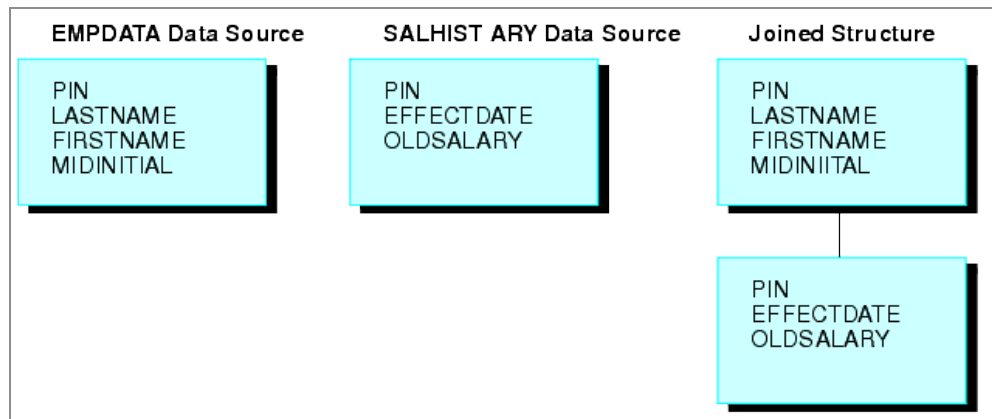 EMPDATA Data Source
PIN
LASTNAME
FIRSTNAME
MIDINITIAL
SALHIST ARY Data Source
PIN
EFFECTDATE
OLDSALARY
Joined Structure
PIN
LASTNAME
FIRSTNAME
MIDINIITAL
PIN
EFFECTDATE
OLDSALARY